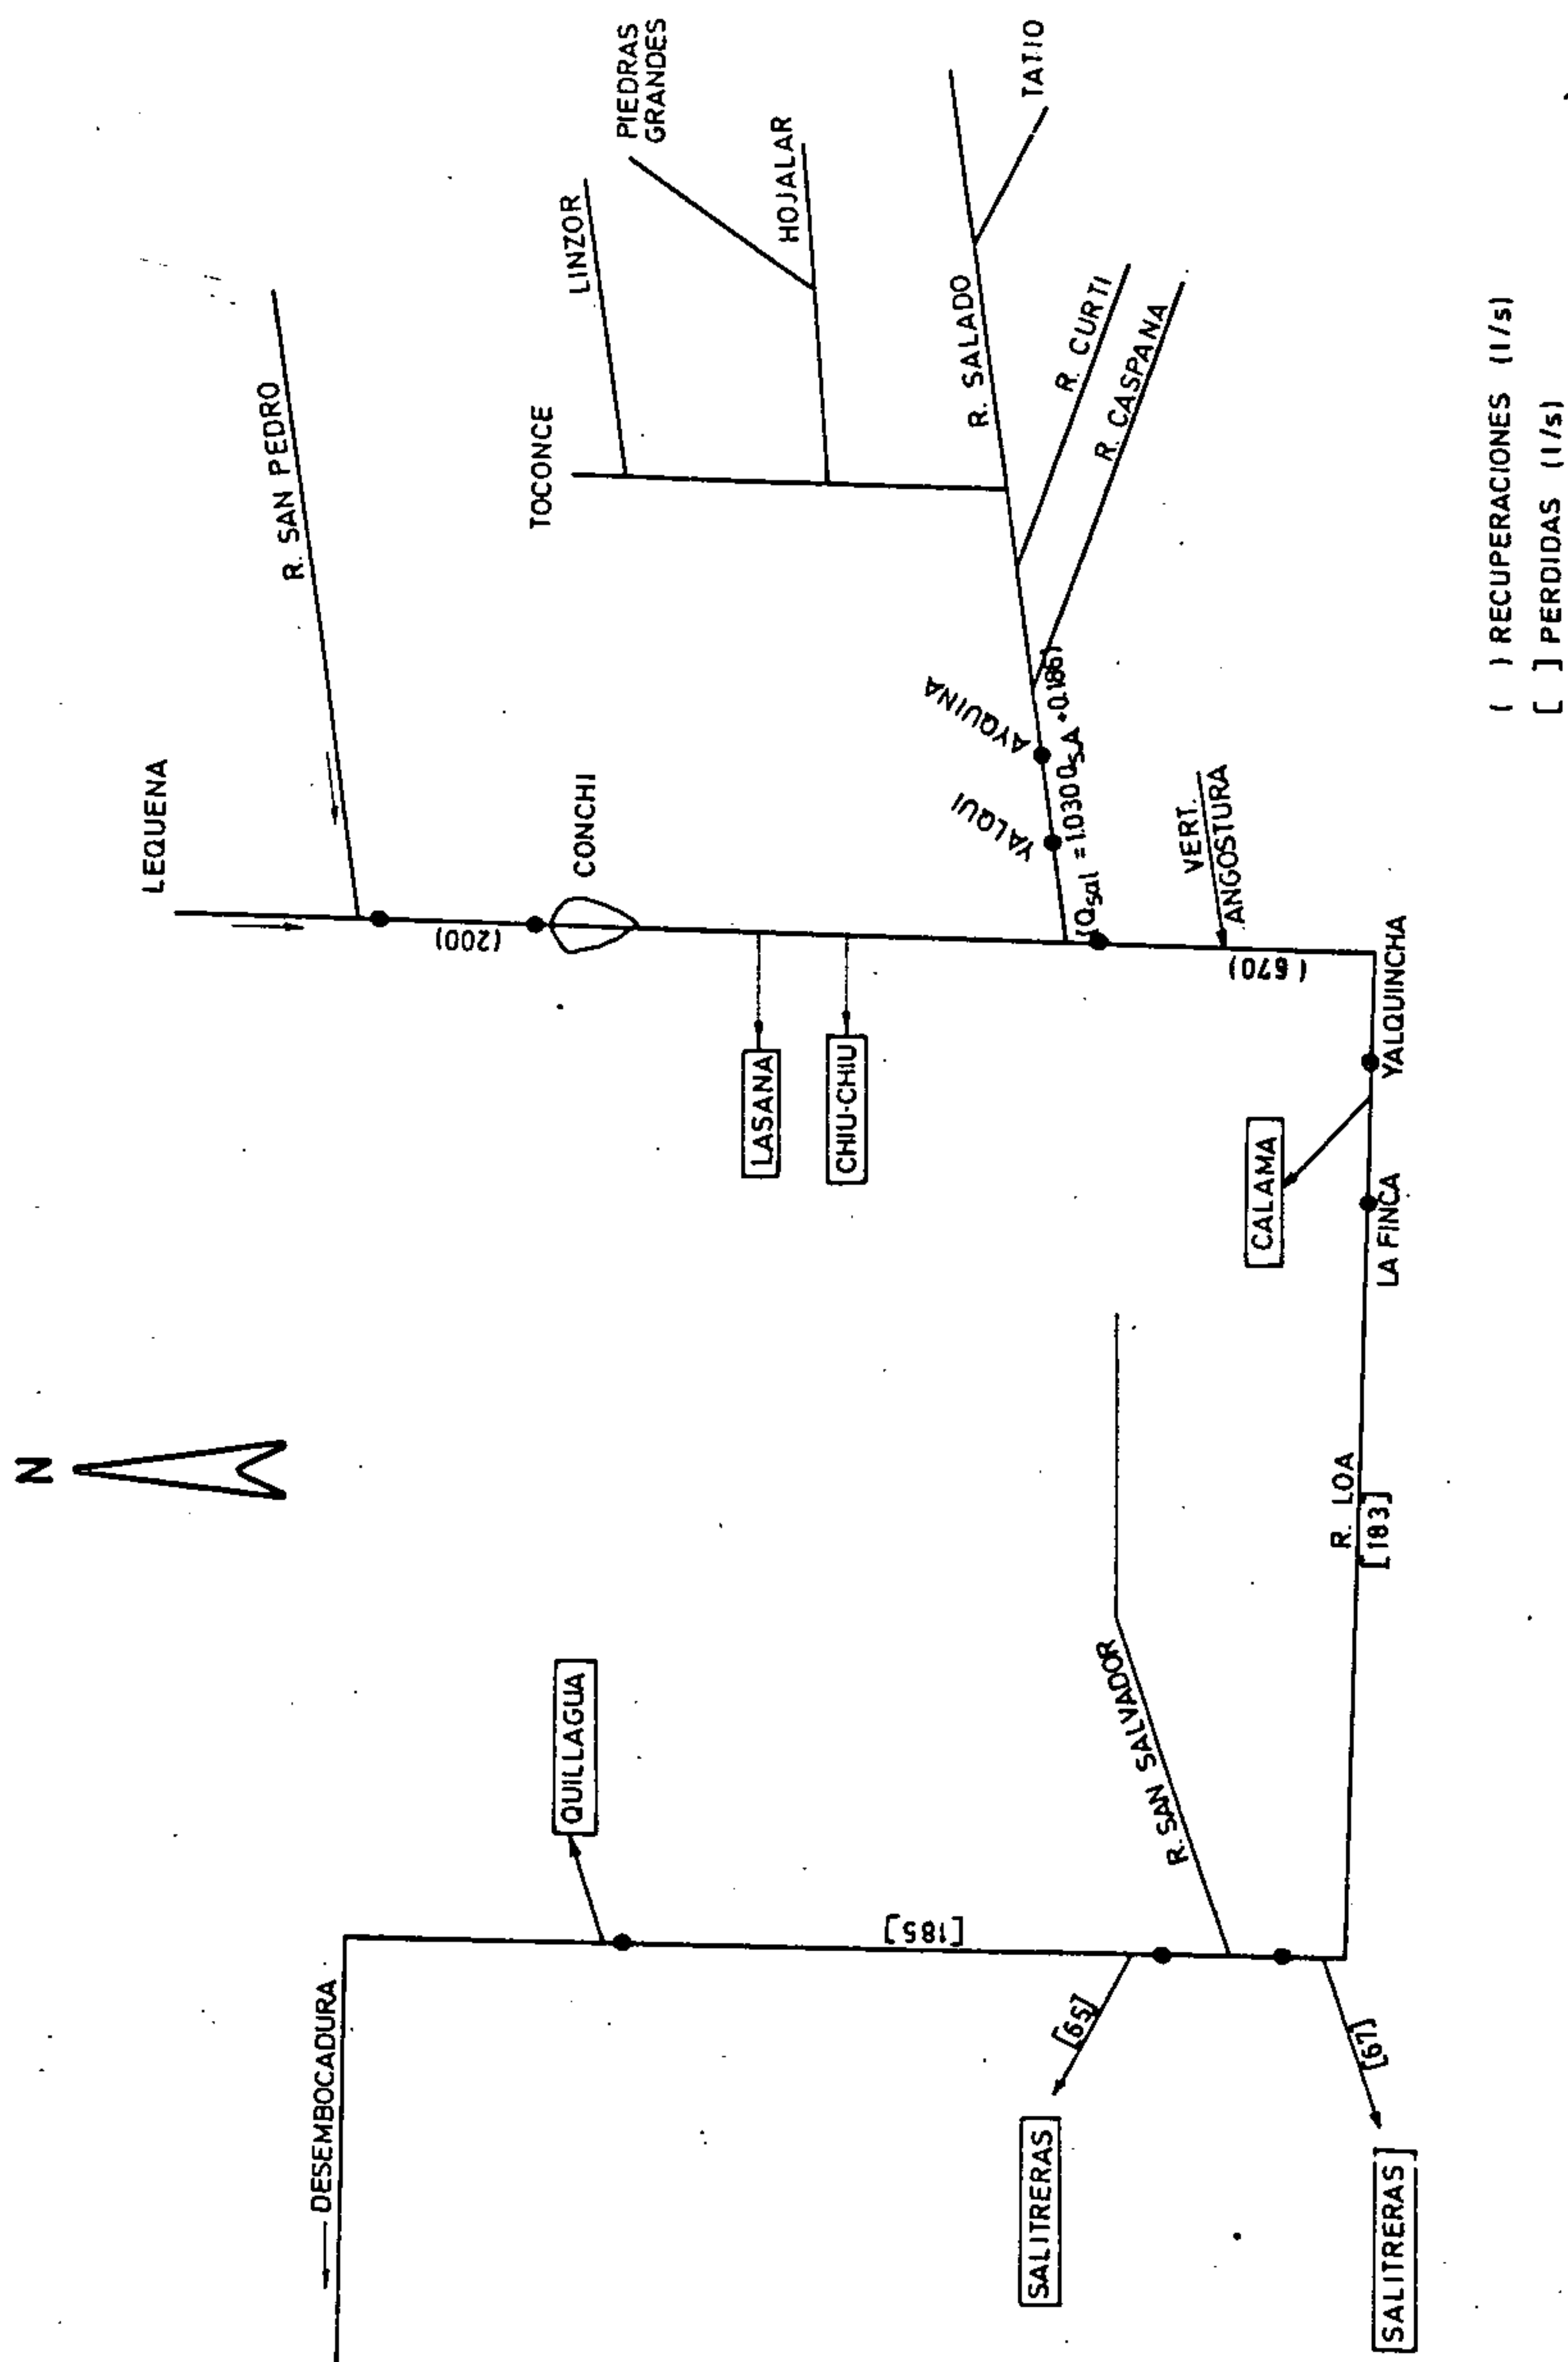 N
LEQUENA
R. SAN PEDRO
(200)
CONCHI
TOCONCE
LINZOR
PIEDRAS
GRANDES
HOJALAR
R. SALADO
TATIO
R. CURTI
R. CASPANA
AYQUINA
YALQUI
(Qsal = 1.030 QSA + 0.186)
LASANA
CHIU-CHIU
VERT.
ANGOSTURA
(670)
YALQUINCHA
CALAMA
LA FINCA
R. LOA
[183]
R. SAN SALVADOR
QUILLAGUA
[185]
DESEMBOCADURA
[65]
SALITRERAS
[67]
SALITRERAS
( ) RECUPERACIONES (l/s)
[ ] PERDIDAS (l/s)